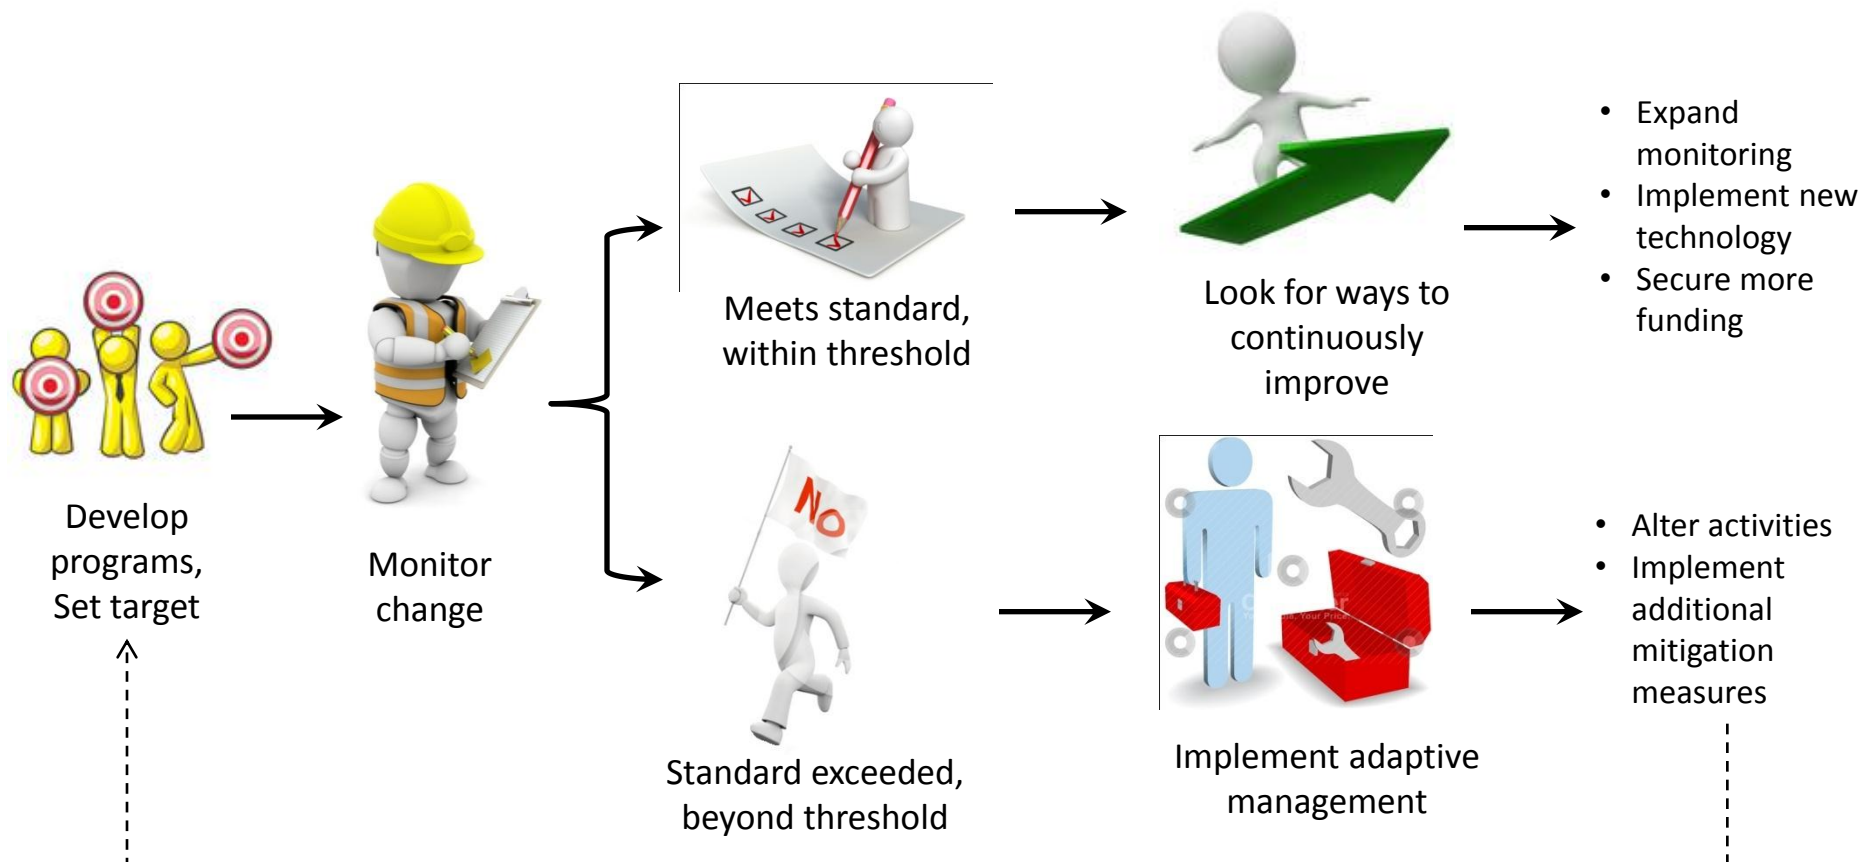 Develop
programs,
Set target
Monitor
change
Meets standard,
within threshold
Look for ways to
continuously
improve
• Expand
monitoring
• Implement new
technology
• Secure more
funding
NO
Standard exceeded,
beyond threshold
Implement adaptive
management
• Alter activities
• Implement
additional
mitigation
measures